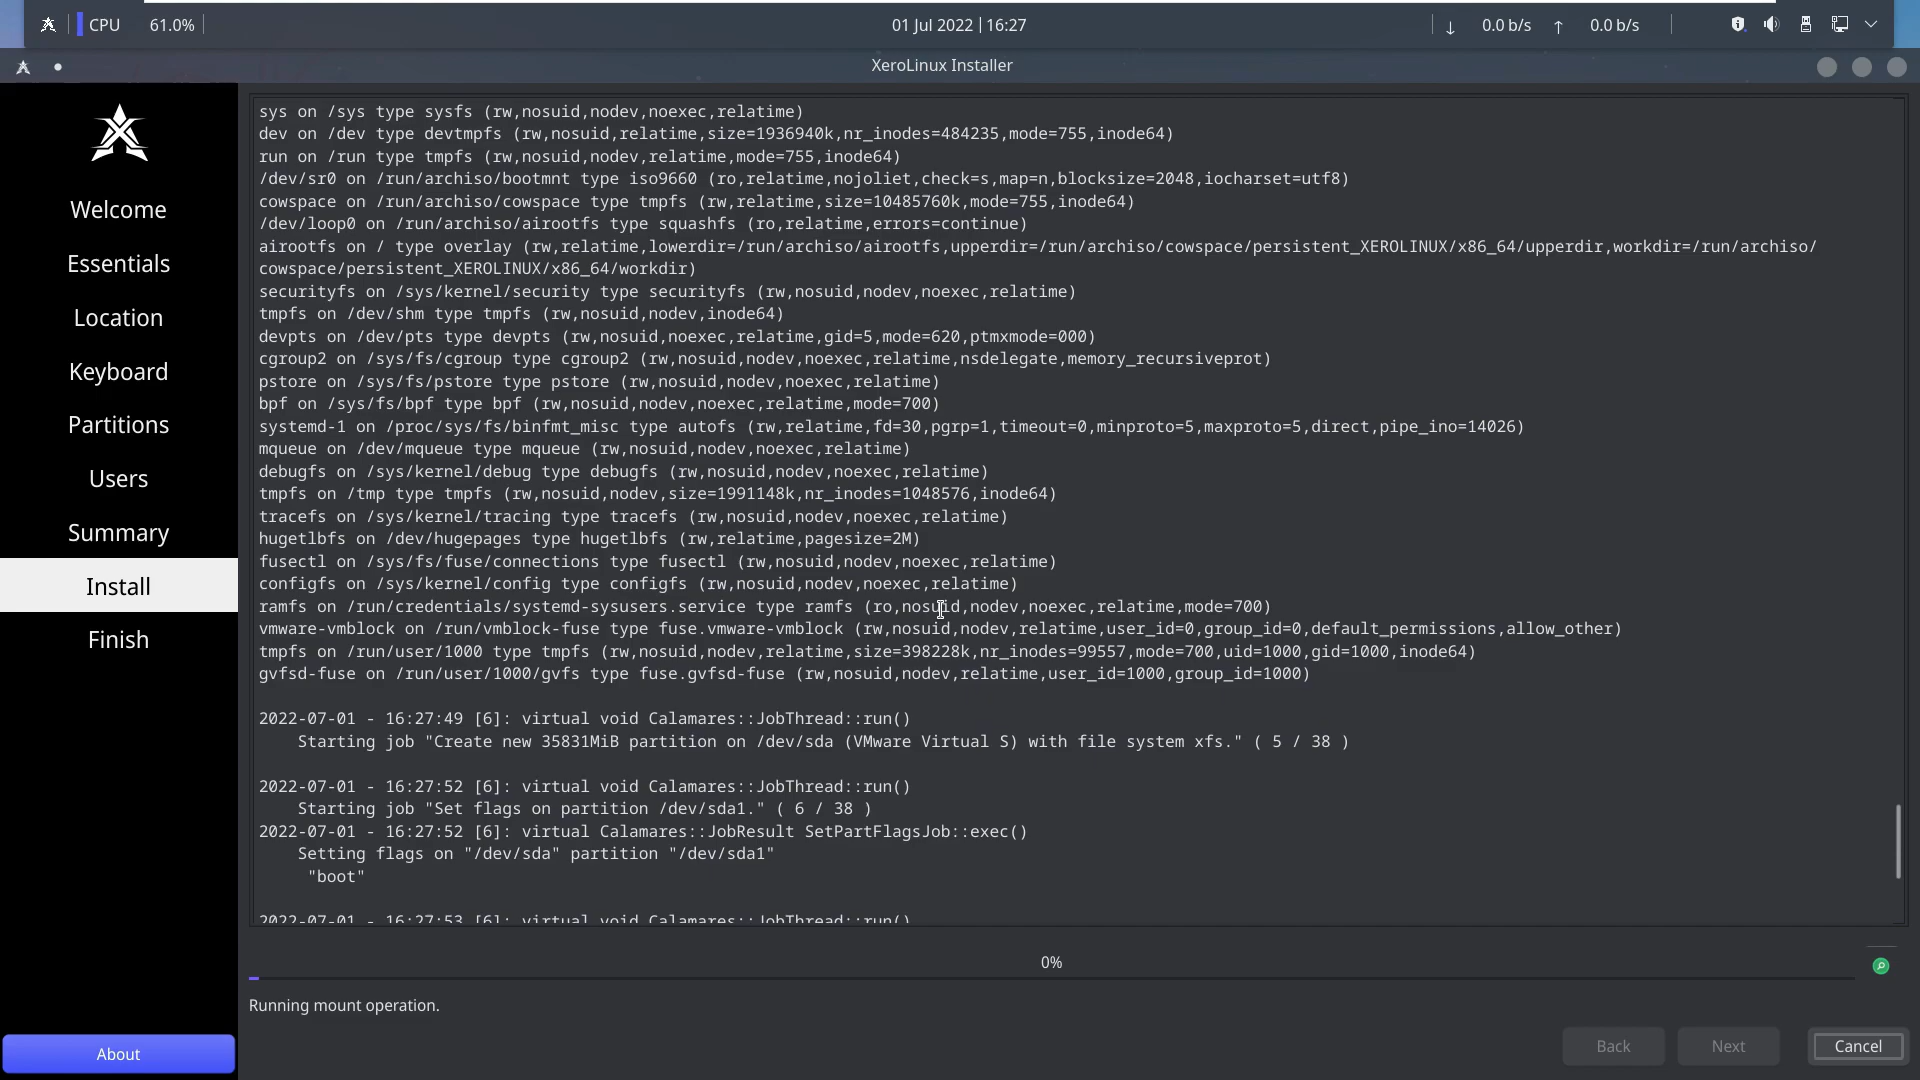 CPU 61.0% 01 Jul 2022 | 16:27 ↓ 0.0 b/s ↑ 0.0 b/s
XeroLinux Installer
Welcome
Essentials
Location
Keyboard
Partitions
Users
Summary
Install
Finish
About
sys on /sys type sysfs (rw,nosuid,nodev,noexec,relatime)
dev on /dev type devtmpfs (rw,nosuid,relatime,size=1936940k,nr_inodes=484235,mode=755,inode64)
run on /run type tmpfs (rw,nosuid,nodev,relatime,mode=755,inode64)
/dev/sr0 on /run/archiso/bootmnt type iso9660 (ro,relatime,nojoliet,check=s,map=n,blocksize=2048,iocharset=utf8)
cowspace on /run/archiso/cowspace type tmpfs (rw,relatime,size=10485760k,mode=755,inode64)
/dev/loop0 on /run/archiso/airootfs type squashfs (ro,relatime,errors=continue)
airootfs on / type overlay (rw,relatime,lowerdir=/run/archiso/airootfs,upperdir=/run/archiso/cowspace/persistent_XEROLINUX/x86_64/upperdir,workdir=/run/archiso/
cowspace/persistent_XEROLINUX/x86_64/workdir)
securityfs on /sys/kernel/security type securityfs (rw,nosuid,nodev,noexec,relatime)
tmpfs on /dev/shm type tmpfs (rw,nosuid,nodev,inode64)
devpts on /dev/pts type devpts (rw,nosuid,noexec,relatime,gid=5,mode=620,ptmxmode=000)
cgroup2 on /sys/fs/cgroup type cgroup2 (rw,nosuid,nodev,noexec,relatime,nsdelegate,memory_recursiveprot)
pstore on /sys/fs/pstore type pstore (rw,nosuid,nodev,noexec,relatime)
bpf on /sys/fs/bpf type bpf (rw,nosuid,nodev,noexec,relatime,mode=700)
systemd-1 on /proc/sys/fs/binfmt_misc type autofs (rw,relatime,fd=30,pgrp=1,timeout=0,minproto=5,maxproto=5,direct,pipe_ino=14026)
mqueue on /dev/mqueue type mqueue (rw,nosuid,nodev,noexec,relatime)
debugfs on /sys/kernel/debug type debugfs (rw,nosuid,nodev,noexec,relatime)
tmpfs on /tmp type tmpfs (rw,nosuid,nodev,size=1991148k,nr_inodes=1048576,inode64)
tracefs on /sys/kernel/tracing type tracefs (rw,nosuid,nodev,noexec,relatime)
hugetlbfs on /dev/hugepages type hugetlbfs (rw,relatime,pagesize=2M)
fusectl on /sys/fs/fuse/connections type fusectl (rw,nosuid,nodev,noexec,relatime)
configfs on /sys/kernel/config type configfs (rw,nosuid,nodev,noexec,relatime)
ramfs on /run/credentials/systemd-sysusers.service type ramfs (ro,nosuid,nodev,noexec,relatime,mode=700)
vmware-vmblock on /run/vmblock-fuse type fuse.vmware-vmblock (rw,nosuid,nodev,relatime,user_id=0,group_id=0,default_permissions,allow_other)
tmpfs on /run/user/1000 type tmpfs (rw,nosuid,nodev,relatime,size=398228k,nr_inodes=99557,mode=700,uid=1000,gid=1000,inode64)
gvfsd-fuse on /run/user/1000/gvfs type fuse.gvfsd-fuse (rw,nosuid,nodev,relatime,user_id=1000,group_id=1000)
2022-07-01 - 16:27:49 [6]: virtual void Calamares::JobThread::run()
Starting job "Create new 35831MiB partition on /dev/sda (VMware Virtual S) with file system xfs." ( 5 / 38 )
2022-07-01 - 16:27:52 [6]: virtual void Calamares::JobThread::run()
Starting job "Set flags on partition /dev/sda1." ( 6 / 38 )
2022-07-01 - 16:27:52 [6]: virtual Calamares::JobResult SetPartFlagsJob::exec()
Setting flags on "/dev/sda" partition "/dev/sda1"
"boot"
2022-07-01 - 16:27:53 [6]: virtual void Calamares::JobThread::run()
0%
Running mount operation.
Back Next Cancel